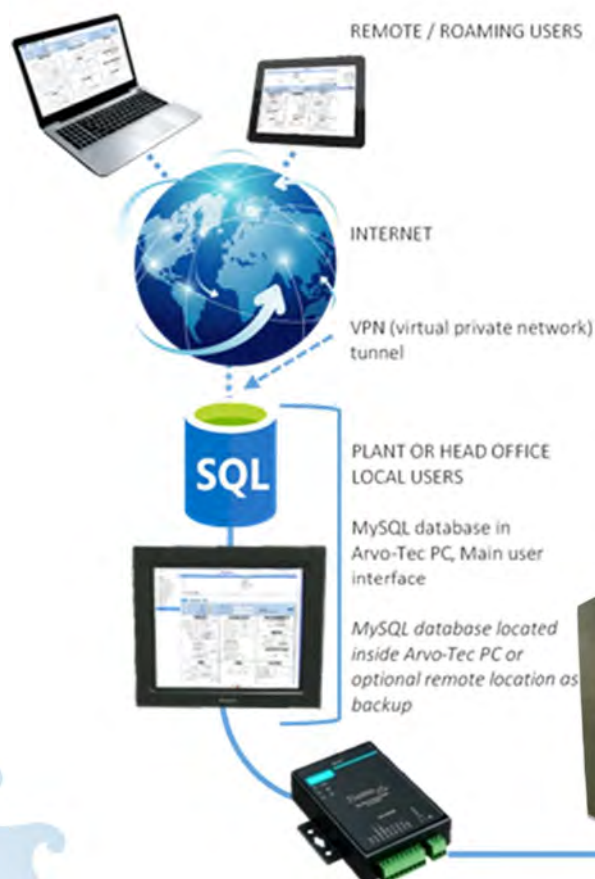 REMOTE / ROAMING USERS
INTERNET
VPN (virtual private network)
tunnel
SQL
PLANT OR HEAD OFFICE
LOCAL USERS
MySQL database in
Arvo-Tec PC, Main user
interface
MySQL database located
inside Arvo-Tec PC or
optional remote location as
backup